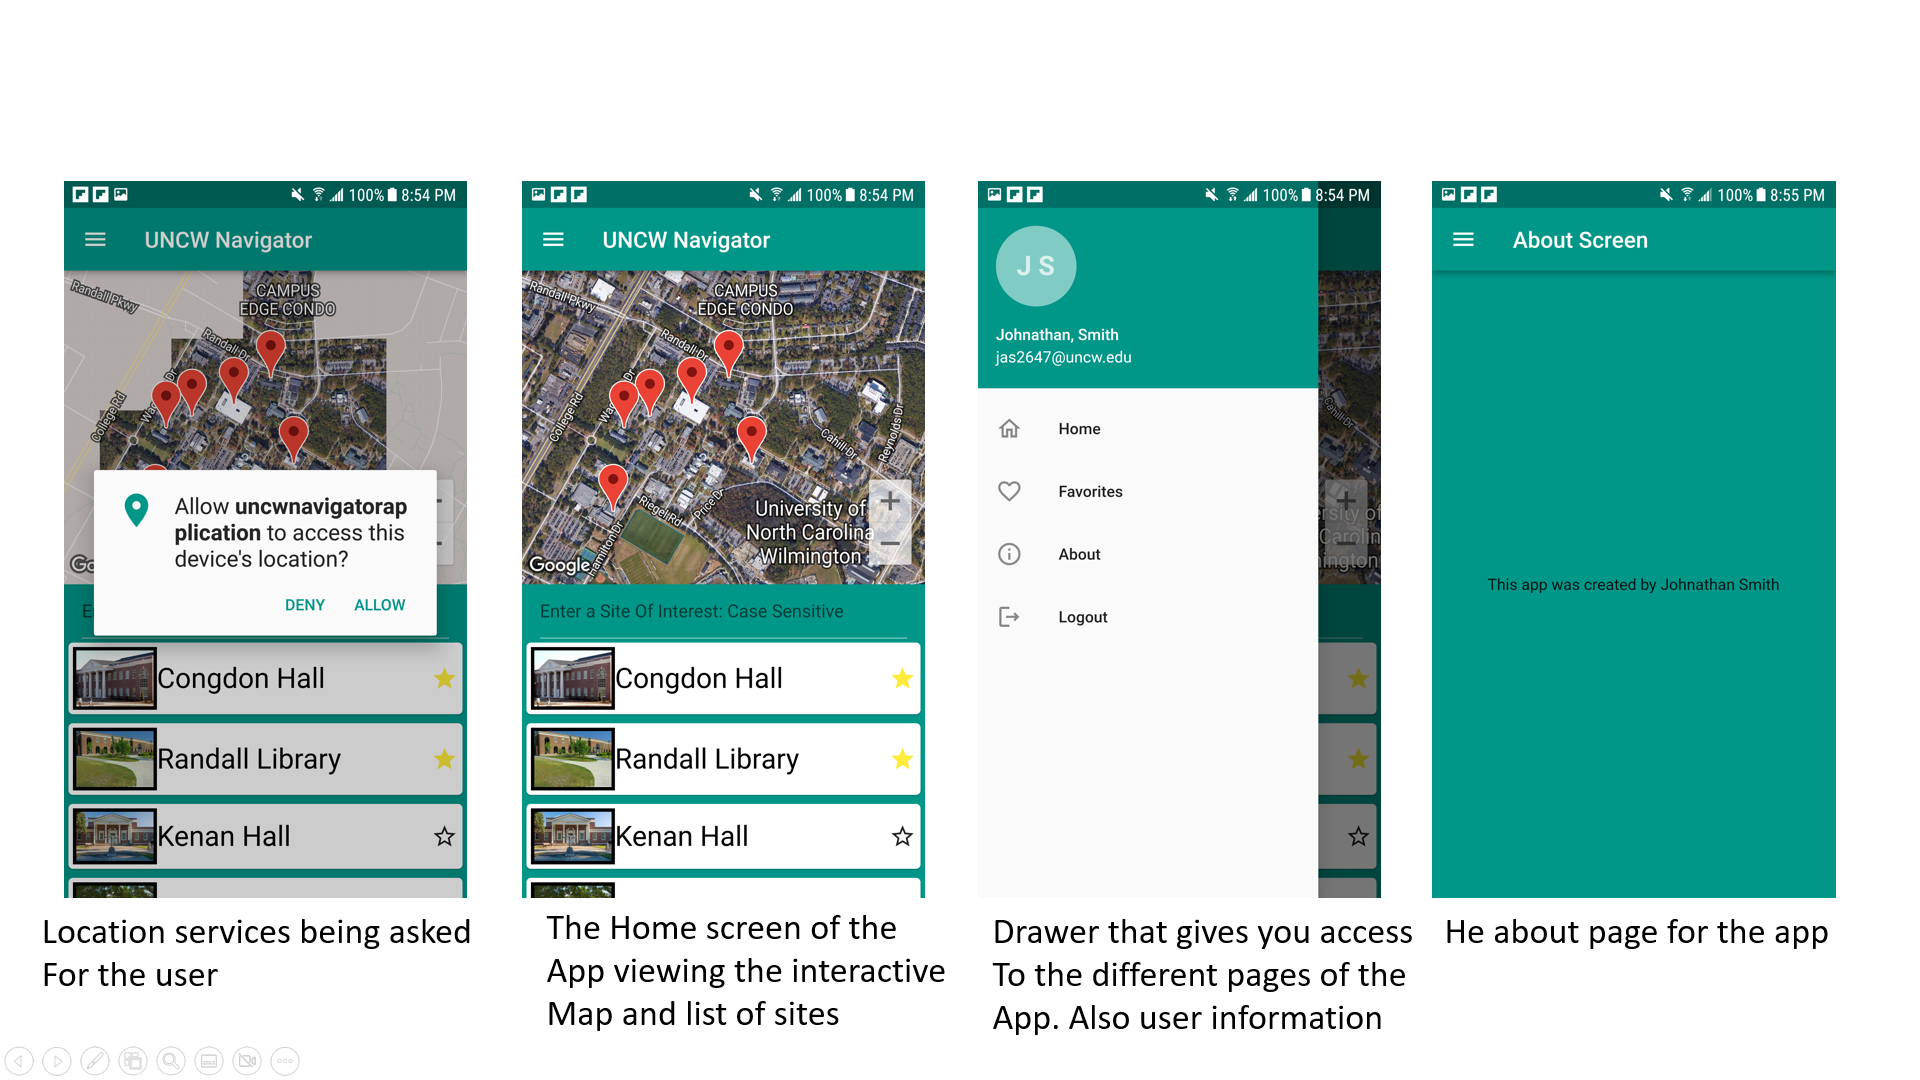 100% 8:54 PM
UNCW Navigator
Randall Pkwy
CAMPUS
EDGE CONDO
Randall Dr
College Rd
Allow uncwnavigatorap
plication to access this
device's location?
DENY ALLOW
Congdon Hall
Randall Library
Kenan Hall
Location services being asked
For the user
100% 8:54 PM
UNCW Navigator
Randall Pkwy
CAMPUS
EDGE CONDO
Randall Dr
College Rd
Cahill Dr
Reynolds Dr
Riegel Rd
Price Dr
Hamilton Dr
University of
North Carolina
Wilmington
Google
Enter a Site Of Interest: Case Sensitive
Congdon Hall
Randall Library
Kenan Hall
The Home screen of the
App viewing the interactive
Map and list of sites
100% 8:54 PM
J S
Johnathan, Smith
jas2647@uncw.edu
Home
Favorites
About
Logout
Cahill Dr
Drawer that gives you access
To the different pages of the
App. Also user information
100% 8:55 PM
About Screen
This app was created by Johnathan Smith
He about page for the app